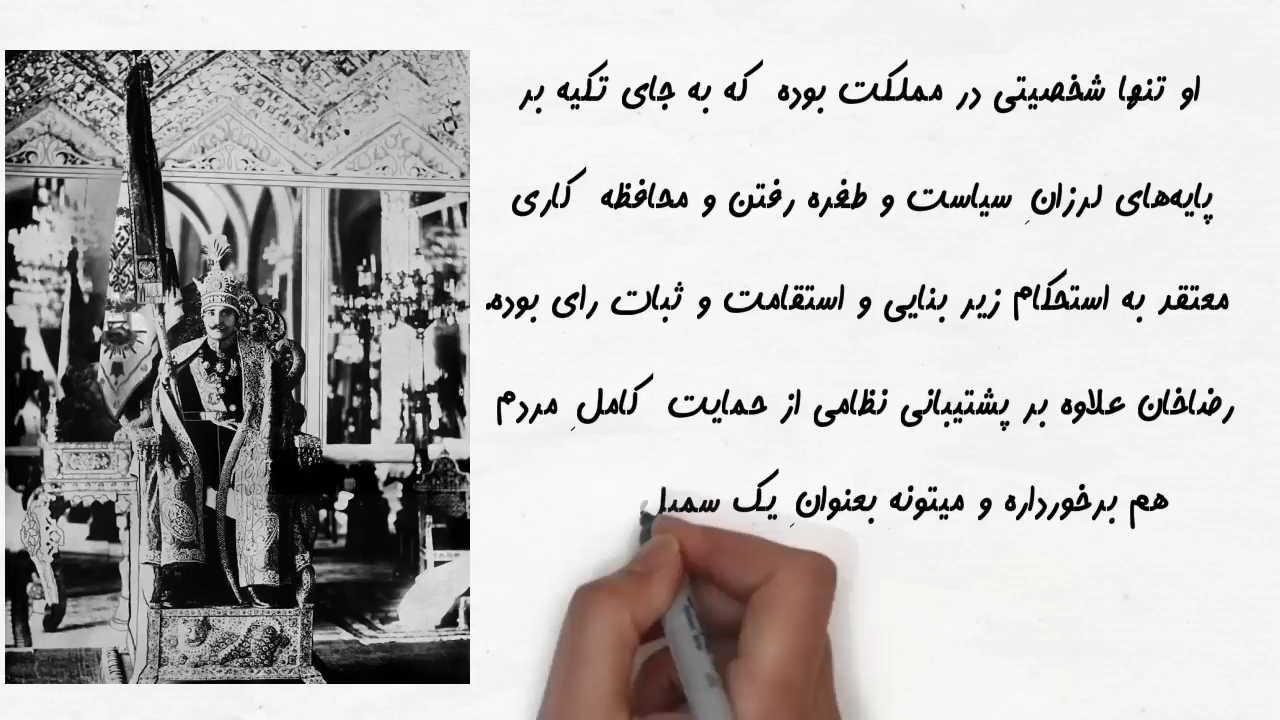 او تنها شخصیتی در مملکت بوده که به جای تکیه بر
پایه‌های لرزانِ سیاست و طفره رفتن و محافظه کاری
معتقد به استحکام زیر بنایی و استقامت و ثبات رای بوده.
رضاخان علاوه بر پشتیبانی نظامی از حمایت کاملِ مردم
هم برخورداره و میتونه بعنوانِ یک سمبل